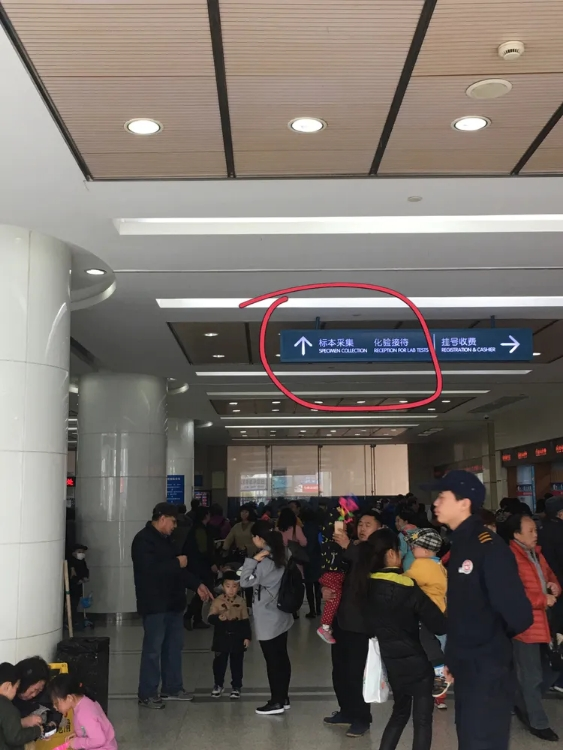 标本采集 化验接待 挂号收费
SPECIMEN COLLECTION RECEPTION FOR LAB TESTS REGISTRATION & CASHIER